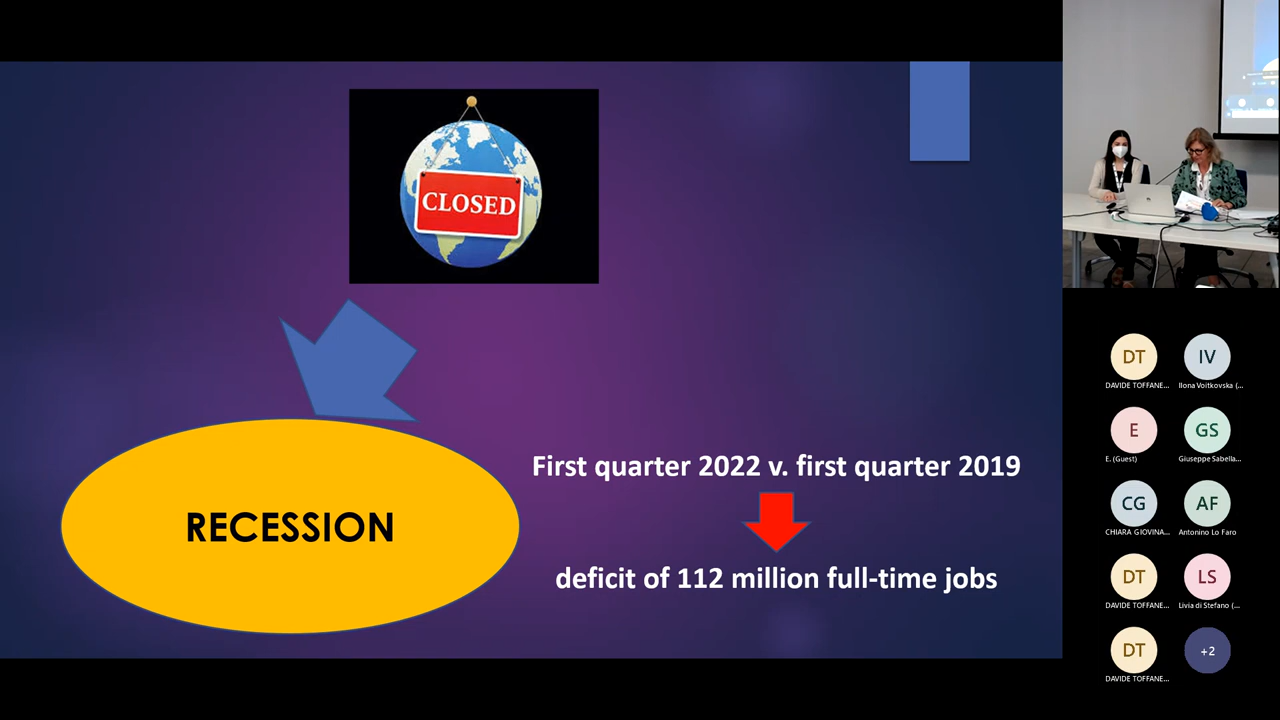 CLOSED
RECESSION
First quarter 2022 v. first quarter 2019
deficit of 112 million full-time jobs
DT
IV
DAVIDE TOFFANE...
Ilona Voitkovska (...
E
GS
E. (Guest)
Giuseppe Sabella...
CG
AF
CHIARA GIOVINA...
Antonino Lo Faro
DT
LS
DAVIDE TOFFANE...
Livia di Stefano (...
DT
+2
DAVIDE TOFFANE...